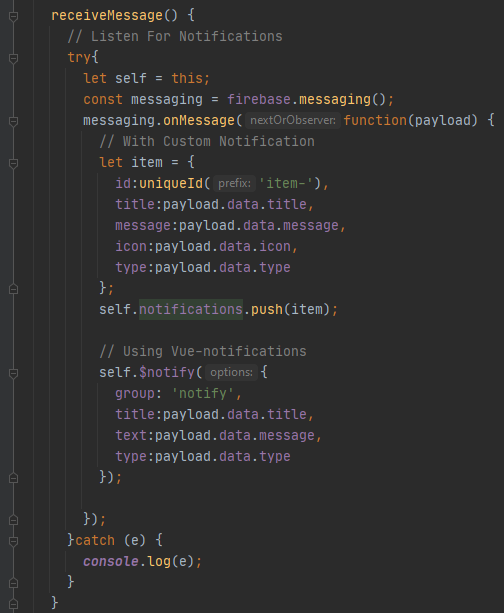 receiveMessage() {
// Listen For Notifications
try{
let self = this;
const messaging = firebase.messaging();
messaging.onMessage( nextOrObserver: function(payload) {
// With Custom Notification
let item = {
id:uniqueId( prefix: 'item-'),
title:payload.data.title,
message:payload.data.message,
icon:payload.data.icon,
type:payload.data.type
};
self.notifications.push(item);
// Using Vue-notifications
self.$notify( options: {
group: 'notify',
title:payload.data.title,
text:payload.data.message,
type:payload.data.type
});
});
}catch (e) {
console.log(e);
}
}